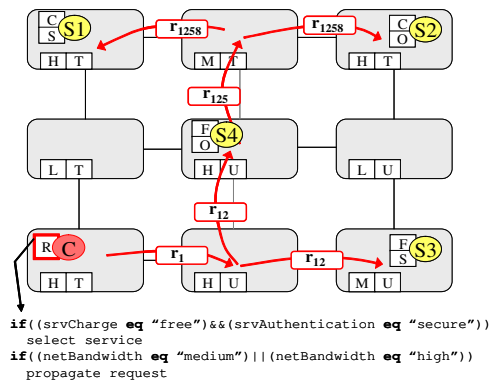 C S S1 r1258 r1258 C O S2
H T M T H T
r125
F O S4
L T H U L U
r12
R C r1 r12 F S S3
H T H U M U
if((srvCharge eq “free”)&&(srvAuthentication eq “secure”))
select service
if((netBandwidth eq “medium”)||(netBandwidth eq “high”))
propagate request